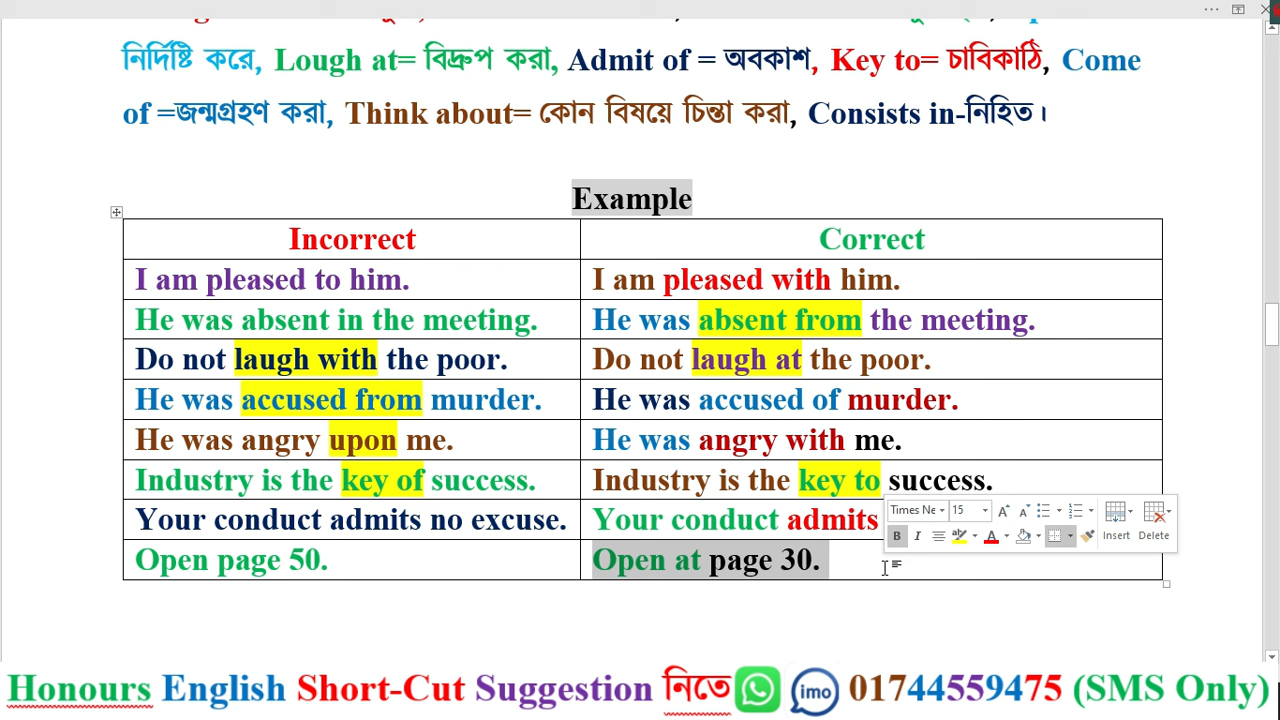 নির্দিষ্টি করে, Lough at= বিদ্রুপ করা, Admit of = অবকাশ, Key to= চাবিকাঠি, Come
of =জন্মগ্রহণ করা, Think about= কোন বিষয়ে চিন্তা করা, Consists in-নিহিত।
Example
Incorrect Correct
I am pleased to him. I am pleased with him.
He was absent in the meeting. He was absent from the meeting.
Do not laugh with the poor. Do not laugh at the poor.
He was accused from murder. He was accused of murder.
He was angry upon me. He was angry with me.
Industry is the key of success. Industry is the key to success.
Your conduct admits no excuse. Your conduct admits
Times Ne 15
B I A Insert Delete
Open page 50. Open at page 30.
Honours English Short-Cut Suggestion নিতে imo 01744559475 (SMS Only)